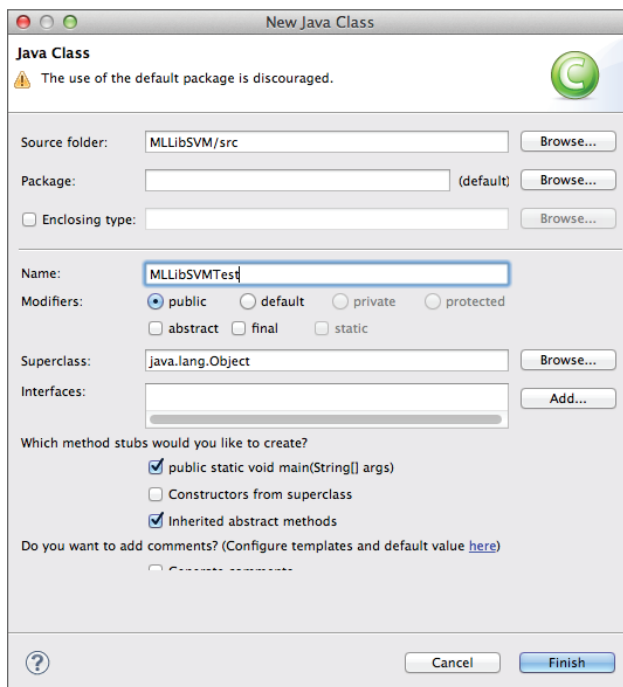 New Java Class
Java Class
The use of the default package is discouraged.
Source folder: MLLibSVM/src Browse...
Package: (default) Browse...
Enclosing type: Browse...
Name: MLLibSVMTest
Modifiers: public default private protected
abstract final static
Superclass: java.lang.Object Browse...
Interfaces: Add...
Which method stubs would you like to create?
public static void main(String[] args)
Constructors from superclass
Inherited abstract methods
Do you want to add comments? (Configure templates and default value here)
Generate comments
? Cancel Finish